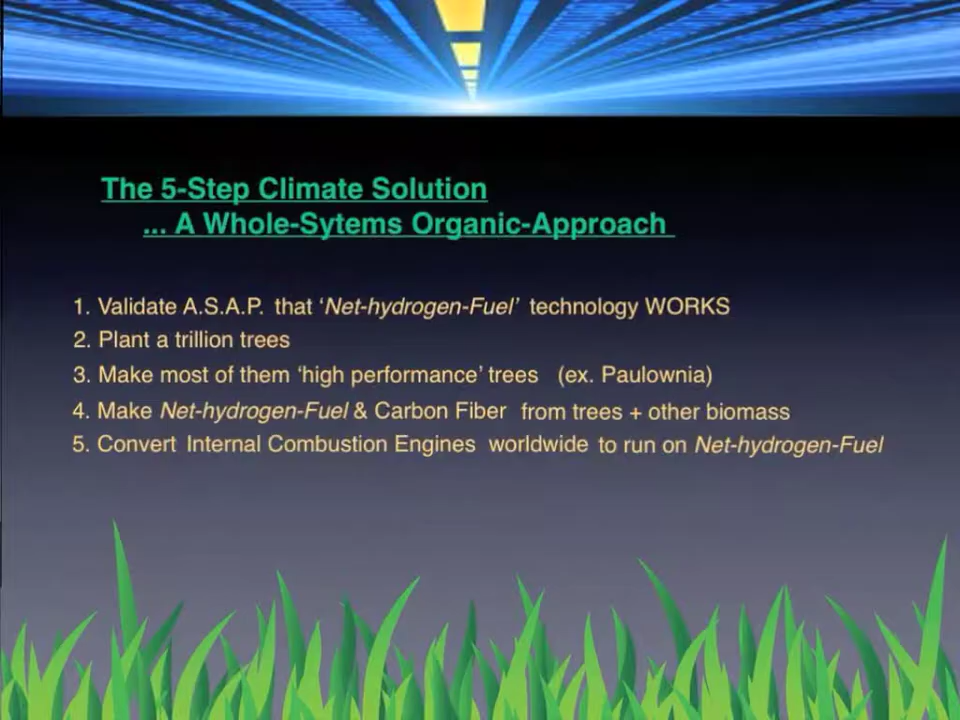 The 5-Step Climate Solution
... A Whole-Sytems Organic-Approach
1. Validate A.S.A.P. that ‘Net-hydrogen-Fuel’ technology WORKS
2. Plant a trillion trees
3. Make most of them ‘high performance’ trees (ex. Paulownia)
4. Make Net-hydrogen-Fuel & Carbon Fiber from trees + other biomass
5. Convert Internal Combustion Engines worldwide to run on Net-hydrogen-Fuel